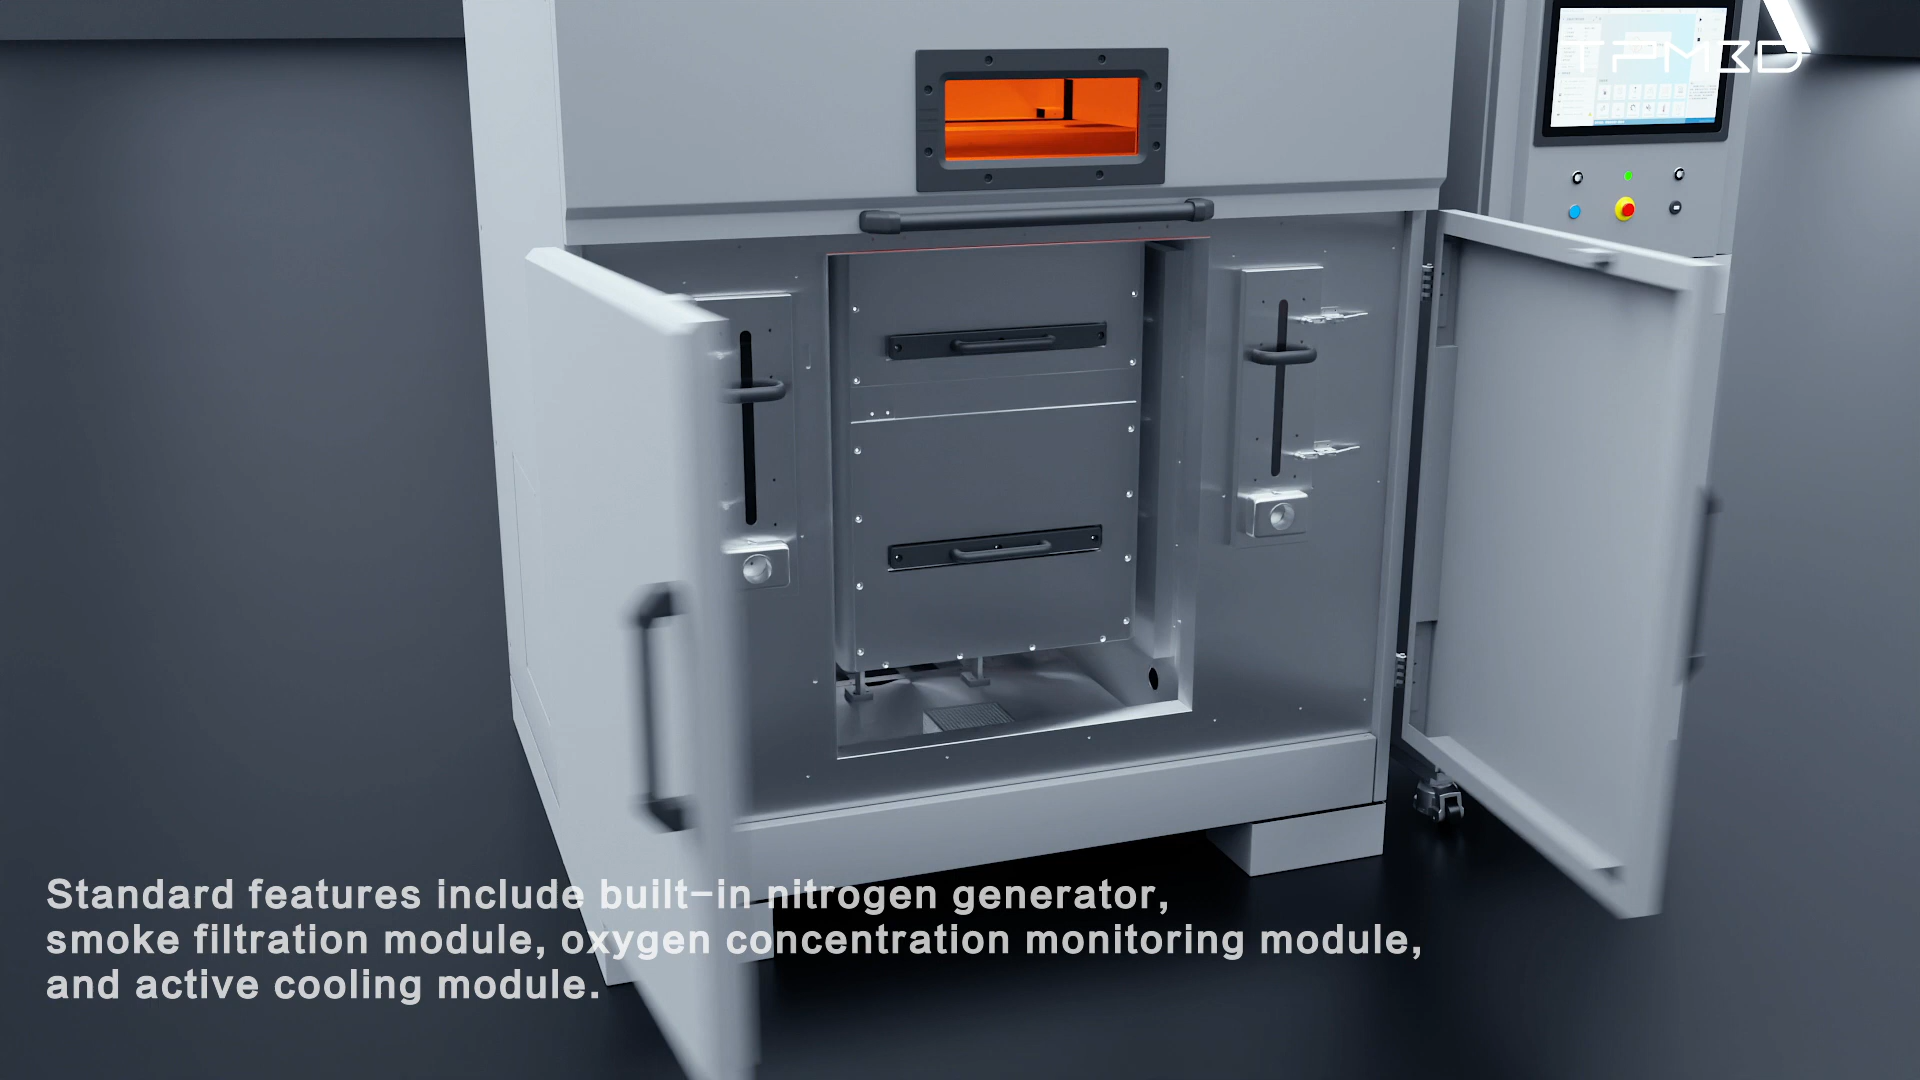 TPM3D
Standard features include built-in nitrogen generator,
smoke filtration module, oxygen concentration monitoring module,
and active cooling module.